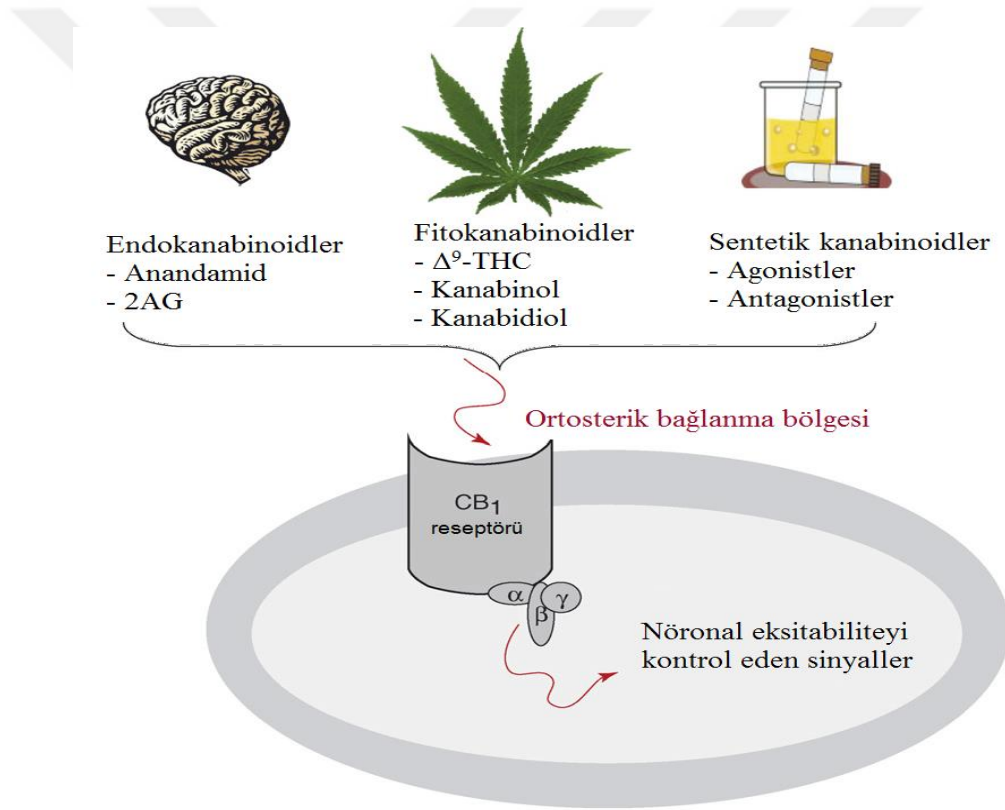 Endokanabinoidler
- Anandamid
- 2AG
Fitokanabinoidler
- Δ⁹-THC
- Kanabinol
- Kanabidiol
Sentetik kanabinoidler
- Agonistler
- Antagonistler
Ortosterik bağlanma bölgesi
CB₁
reseptörü
α
β
γ
Nöronal eksitabiliteyi
kontrol eden sinyaller